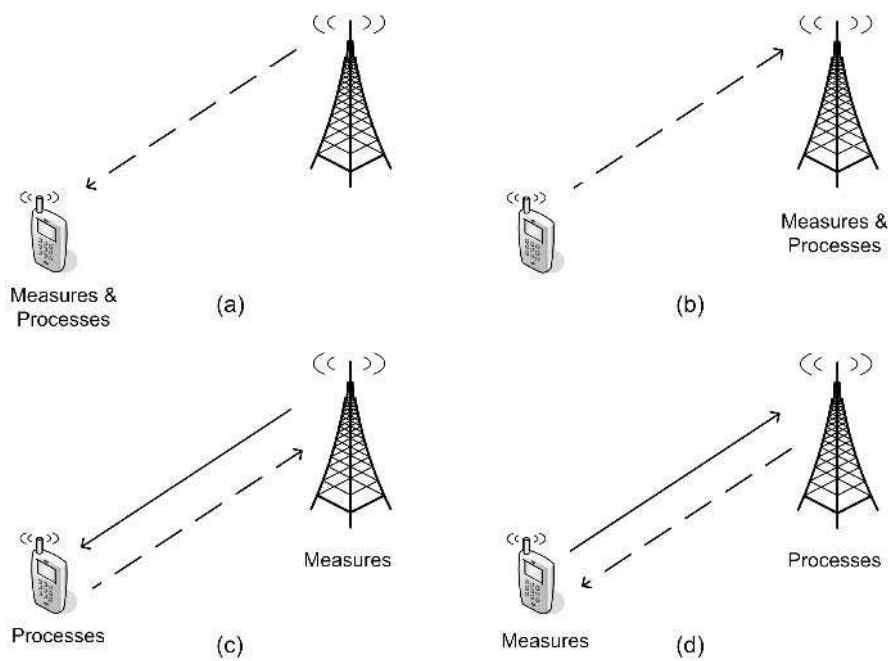 Measures &
Processes
(a)
Measures &
Processes
(b)
Measures
Processes
(c)
Processes
Measures
(d)